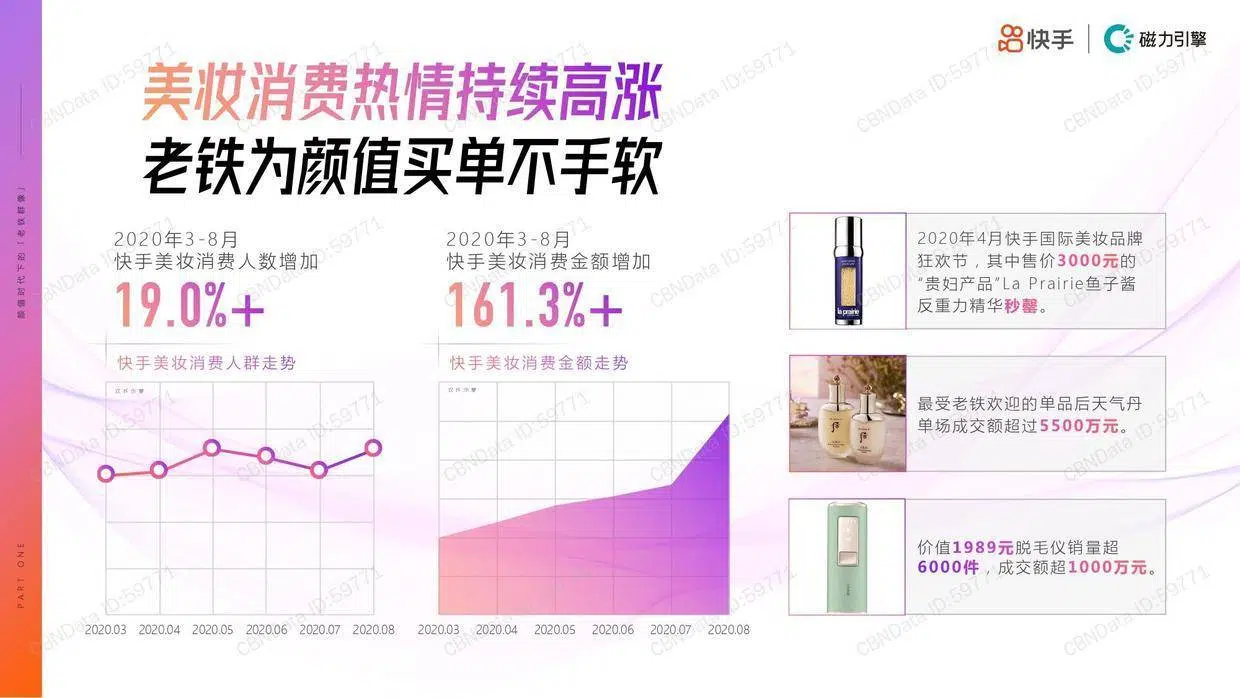 快手 磁力引擎
美妆消费热情持续高涨
老铁为颜值买单不手软
2020年3-8月
快手美妆消费人数增加
19.0%+
快手美妆消费人群走势
2020.03 2020.04 2020.05 2020.06 2020.07 2020.08
2020年3-8月
快手美妆消费金额增加
161.3%+
快手美妆消费金额走势
2020.03 2020.04 2020.05 2020.06 2020.07 2020.08
la prairie
2020年4月快手国际美妆品牌
狂欢节，其中售价3000元的
“贵妇产品”La Prairie鱼子酱
反重力精华秒罄。
最受老铁欢迎的单品后天气丹
单场成交额超过5500万元。
价值1989元脱毛仪销量超
6000件，成交额超1000万元。
颜值时代下的「老铁群像」
PART ONE
CBNData ID:59771